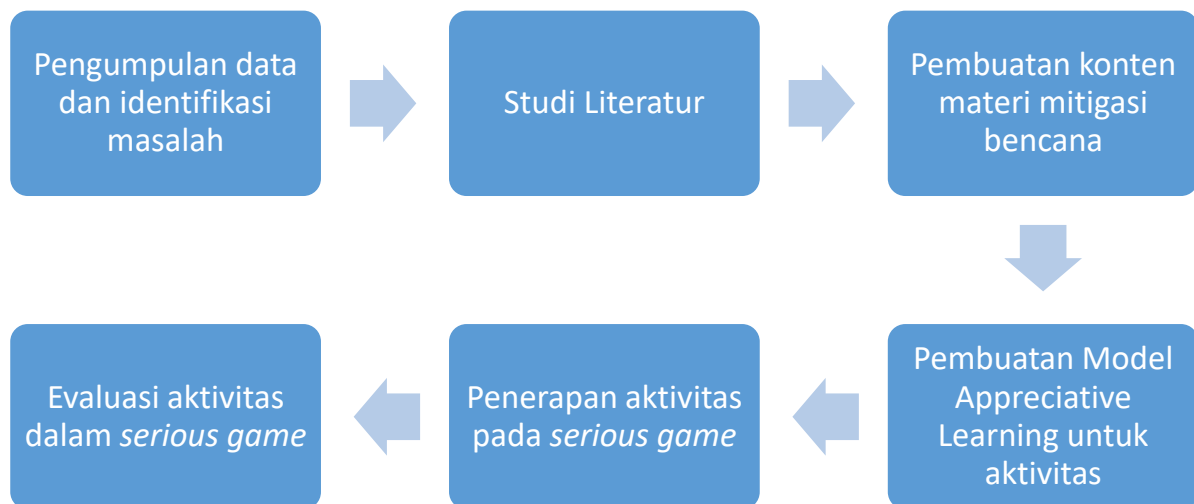 Pengumpulan data
dan identifikasi
masalah
Studi Literatur
Pembuatan konten
materi mitigasi
bencana
Pembuatan Model
Appreciative
Learning untuk
aktivitas
Penerapan aktivitas
pada serious game
Evaluasi aktivitas
dalam serious game